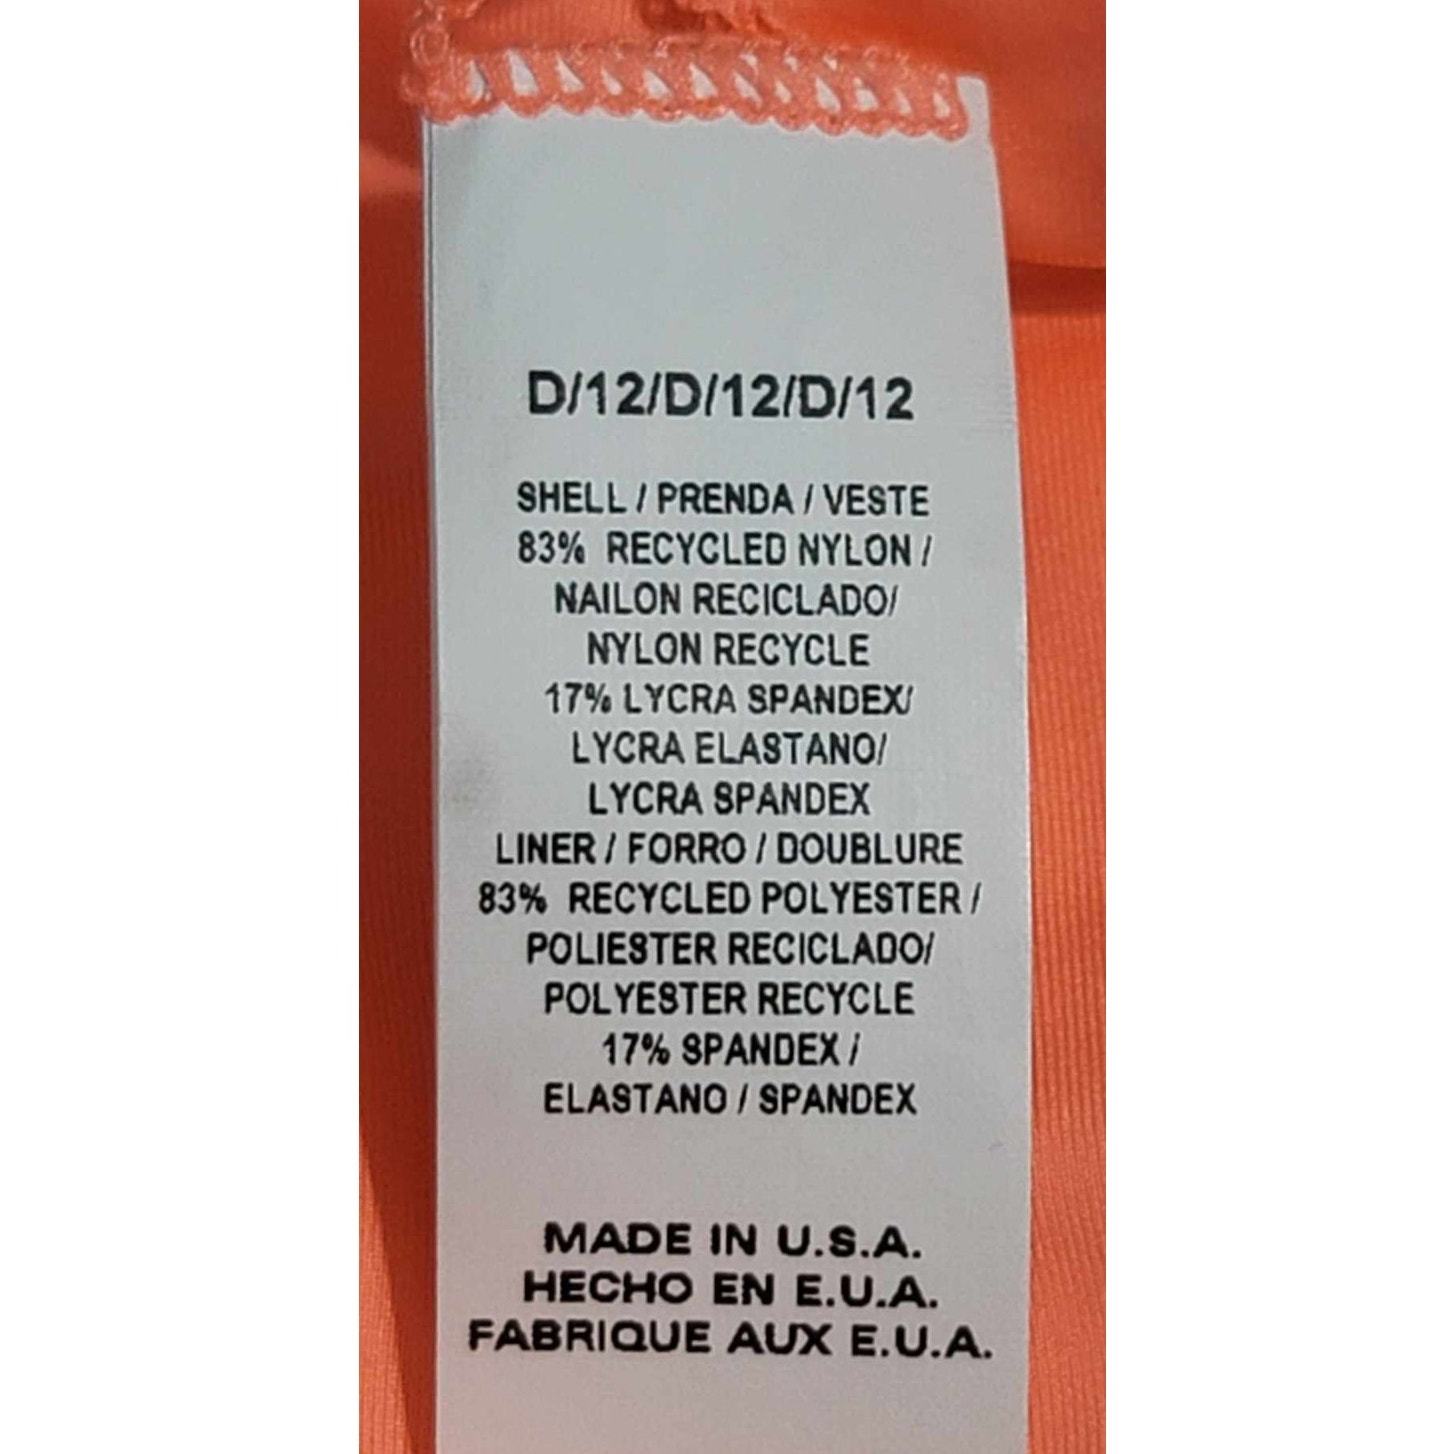 D/12/D/12/D/12
SHELL / PRENDA / VESTE
83% RECYCLED NYLON /
NAILON RECICLADO/
NYLON RECYCLE
17% LYCRA SPANDEX/
LYCRA ELASTANO/
LYCRA SPANDEX
LINER / FORRO / DOUBLURE
83% RECYCLED POLYESTER /
POLIESTER RECICLADO/
POLYESTER RECYCLE
17% SPANDEX /
ELASTANO / SPANDEX
MADE IN U.S.A.
HECHO EN E.U.A.
FABRIQUE AUX E.U.A.